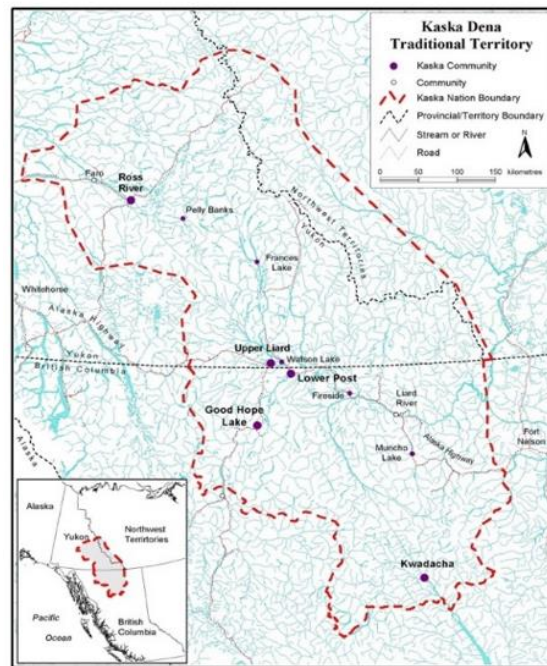 Kaska Dena
Traditional Territory
Kaska Community
Community
Kaska Nation Boundary
Provincial/Territory Boundary
Stream or River
Road
N
0 50 100 150
kilometres
Faro
Ross
River
Pelly Banks
Northwest Territories
Yukon
Frances
Lake
Whitehorse
Alaska Highway
Upper Liard
Watson Lake
Yukon
British Columbia
Lower Post
Fireside
Liard
River
Good Hope
Lake
Alaska Highway
Fort
Nelson
Muncho
Lake
Alaska
Kwadacha
Alaska
Yukon
Northwest
Terrirtories
Pacific
Ocean
British
Columbia